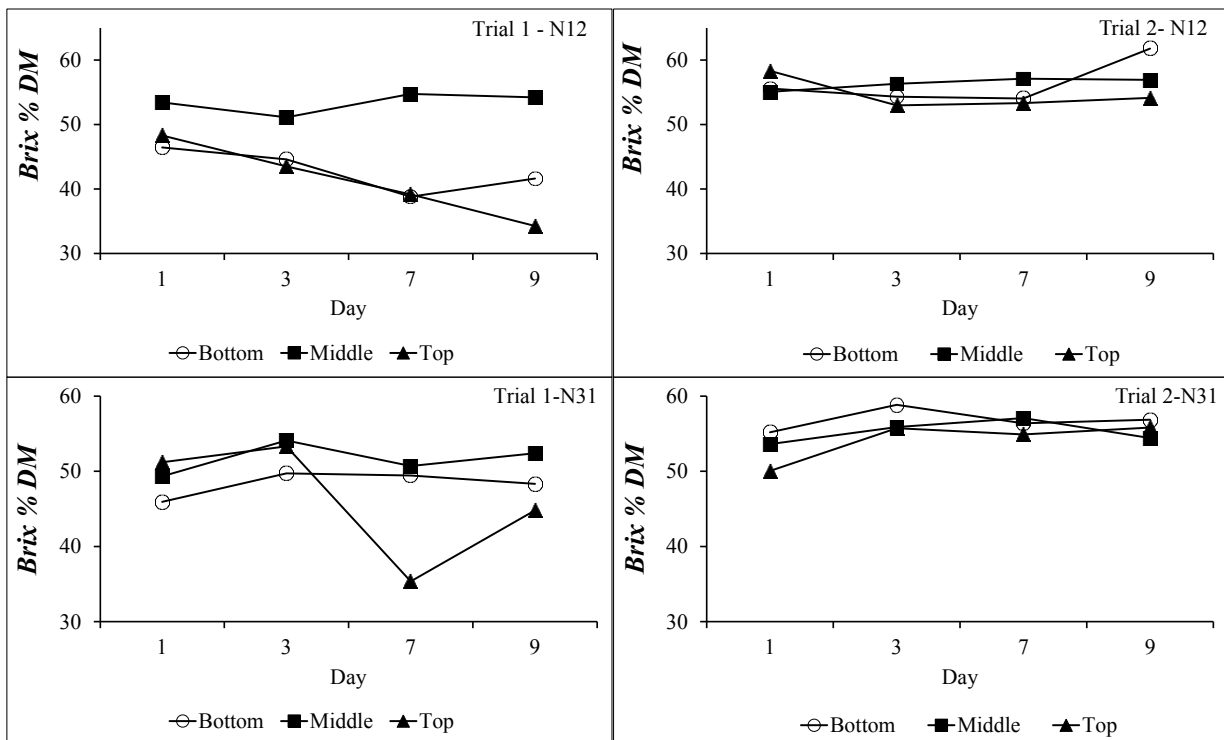 Trial 1 - N12
Brix % DM
60
50
40
30
1 3 7 9
Day
Bottom Middle Top
Trial 2- N12
Brix % DM
60
50
40
30
1 3 7 9
Day
Bottom Middle Top
Trial 1-N31
Brix % DM
60
50
40
30
1 3 7 9
Day
Bottom Middle Top
Trial 2-N31
Brix % DM
60
50
40
30
1 3 7 9
Day
Bottom Middle Top